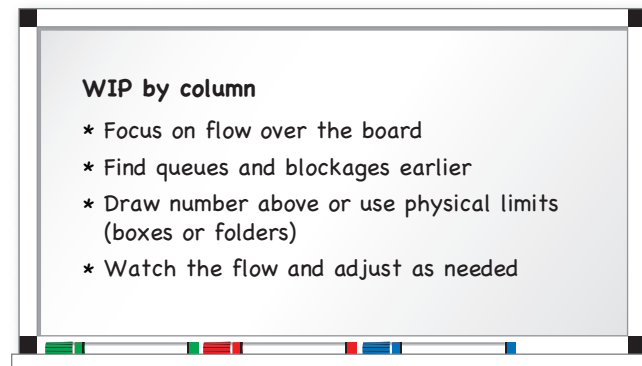 WIP by column
* Focus on flow over the board
* Find queues and blockages earlier
* Draw number above or use physical limits
(boxes or folders)
* Watch the flow and adjust as needed